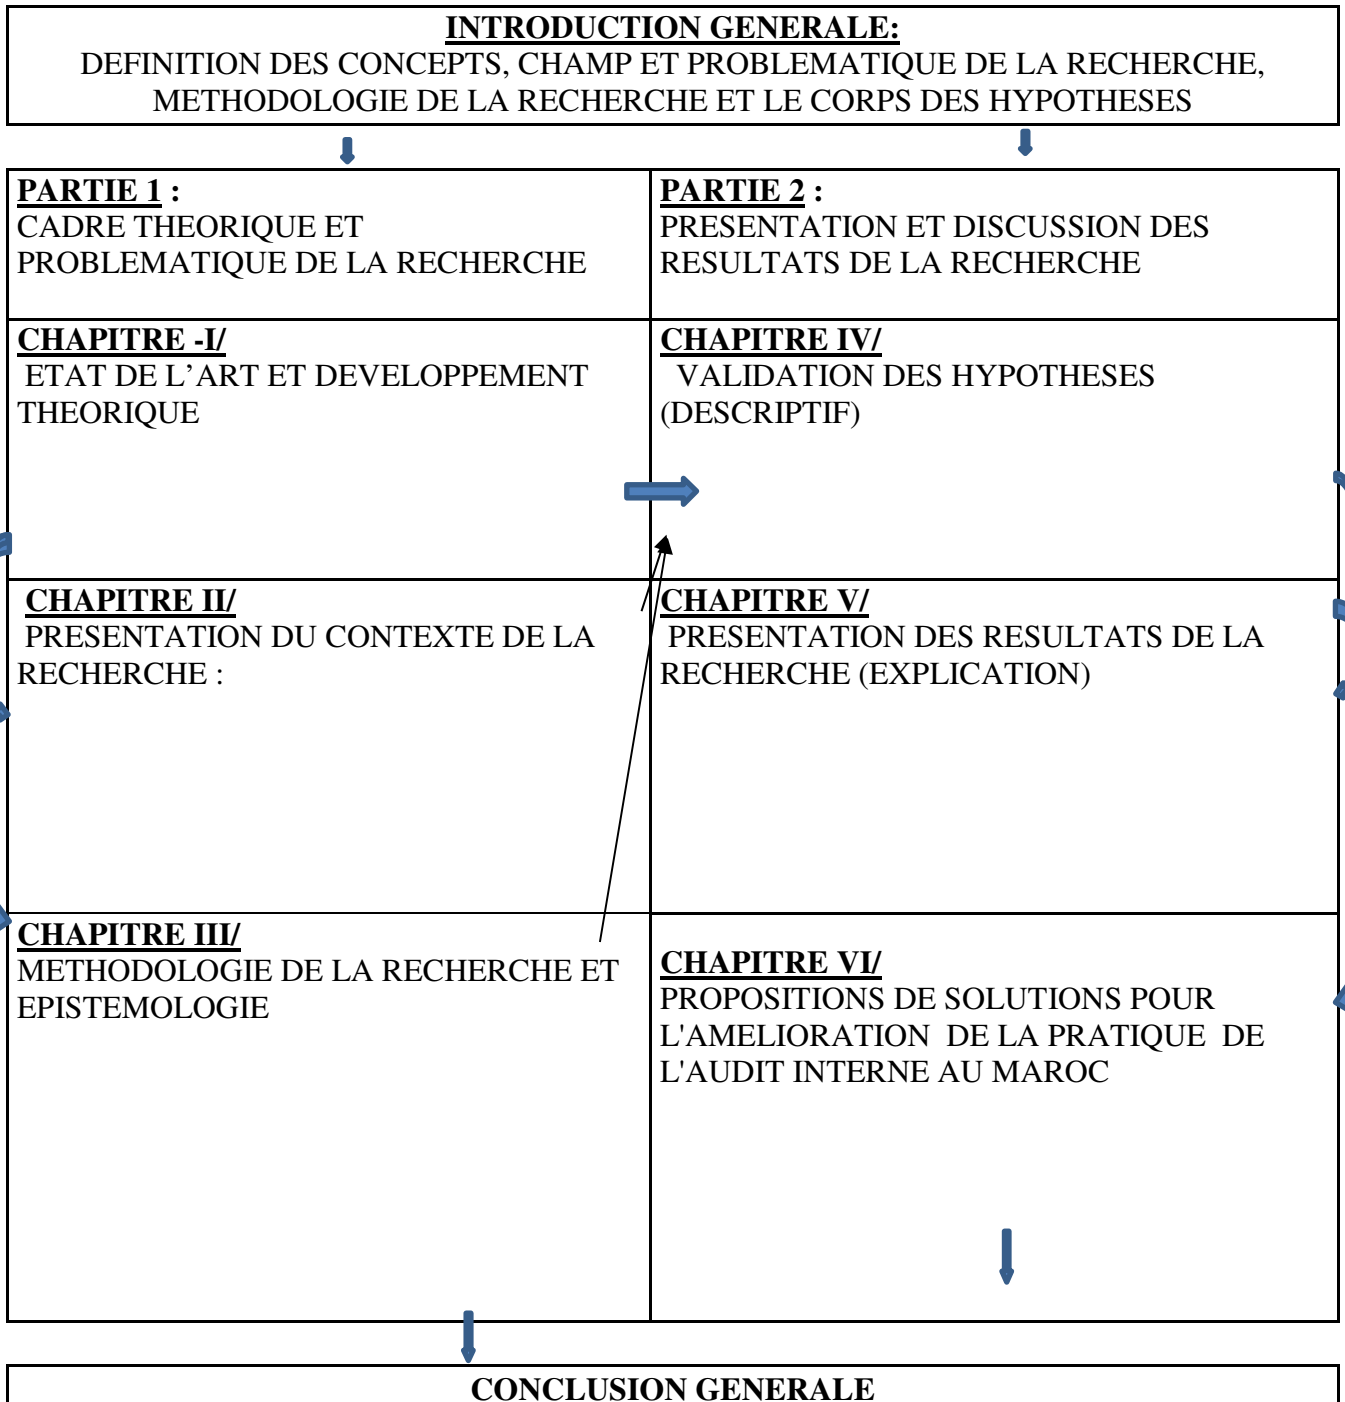 INTRODUCTION GENERALE:
DEFINITION DES CONCEPTS, CHAMP ET PROBLEMATIQUE DE LA RECHERCHE,
METHODOLOGIE DE LA RECHERCHE ET LE CORPS DES HYPOTHESES
PARTIE 1 :
CADRE THEORIQUE ET
PROBLEMATIQUE DE LA RECHERCHE
PARTIE 2 :
PRESENTATION ET DISCUSSION DES
RESULTATS DE LA RECHERCHE
CHAPITRE -I/
ETAT DE L’ART ET DEVELOPPEMENT
THEORIQUE
CHAPITRE IV/
VALIDATION DES HYPOTHESES
(DESCRIPTIF)
CHAPITRE II/
PRESENTATION DU CONTEXTE DE LA
RECHERCHE :
CHAPITRE V/
PRESENTATION DES RESULTATS DE LA
RECHERCHE (EXPLICATION)
CHAPITRE III/
METHODOLOGIE DE LA RECHERCHE ET
EPISTEMOLOGIE
CHAPITRE VI/
PROPOSITIONS DE SOLUTIONS POUR
L'AMELIORATION DE LA PRATIQUE DE
L'AUDIT INTERNE AU MAROC
CONCLUSION GENERALE